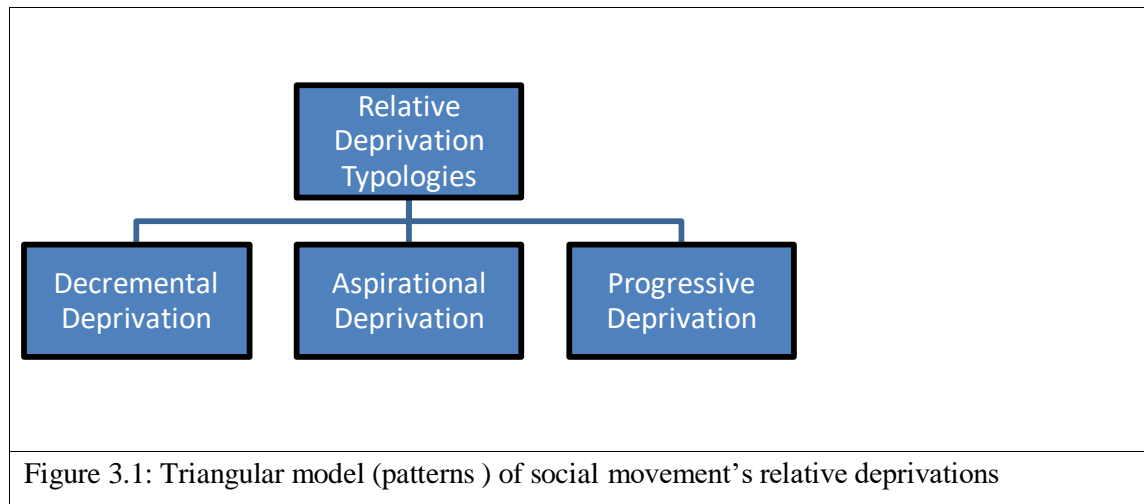 Relative
Deprivation
Typologies
Decremental
Deprivation
Aspirational
Deprivation
Progressive
Deprivation
Figure 3.1: Triangular model (patterns ) of social movement’s relative deprivations